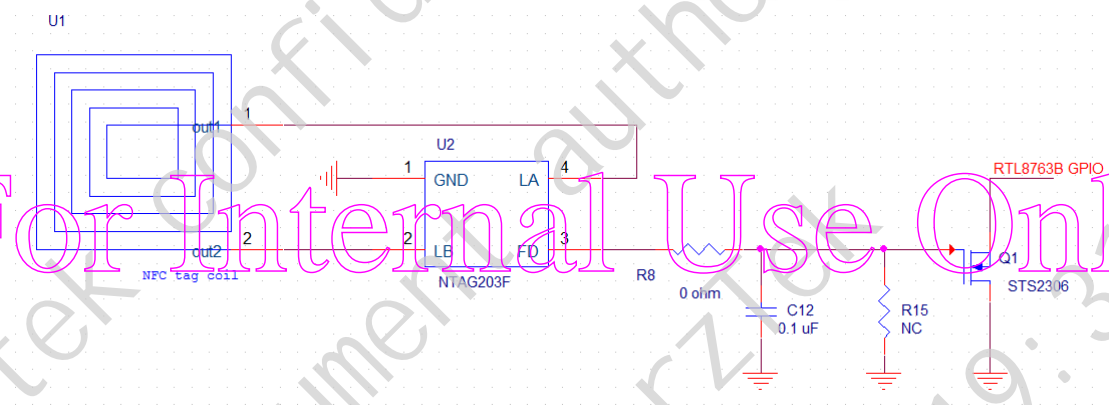 U1
out1
1
U2
1
GND
LA
4
RTL8763B GPIO
For Internal Use Onl
out2
2
2
LB
FD
3
NFC tag coil
NTAG203F
R8
0 ohm
Q1
STS2306
C12
0.1 uF
R15
NC